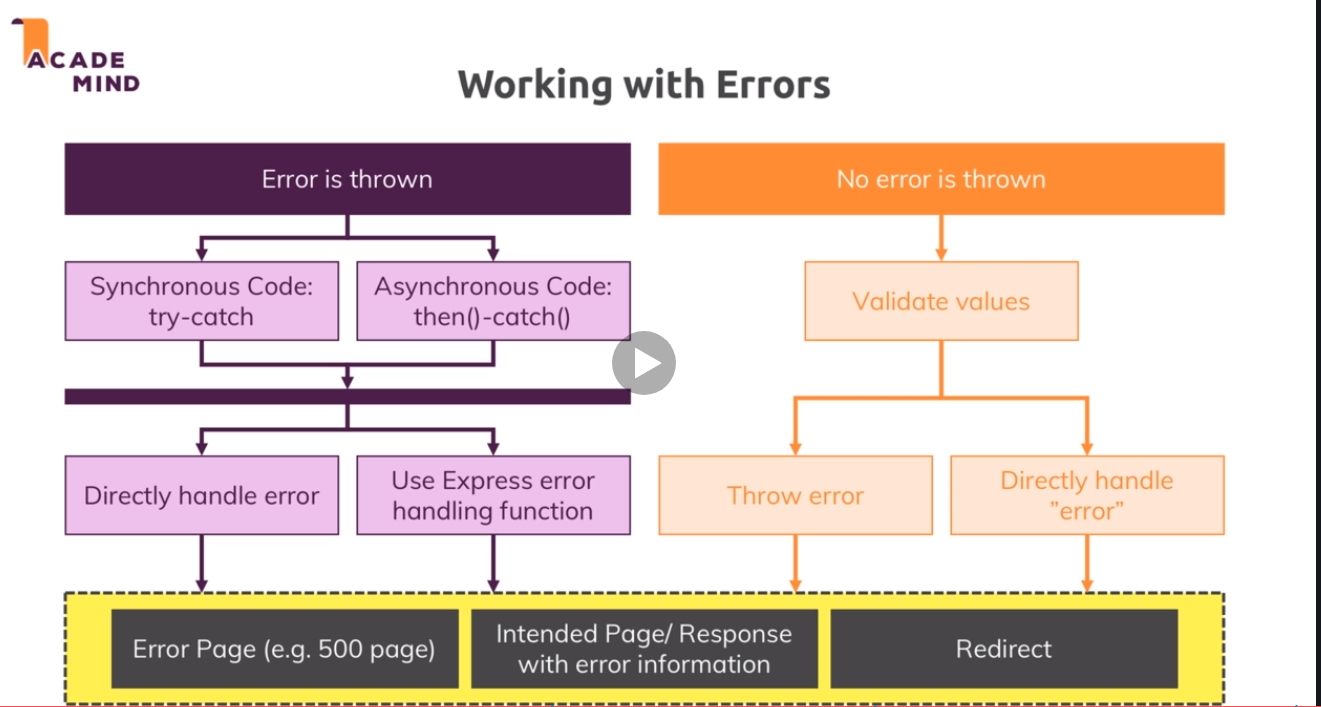 ACADE
MIND
Working with Errors
Error is thrown
No error is thrown
Synchronous Code:
try-catch
Asynchronous Code:
then()-catch()
Validate values
Directly handle error
Use Express error
handling function
Throw error
Directly handle
”error”
Error Page (e.g. 500 page)
Intended Page/ Response
with error information
Redirect